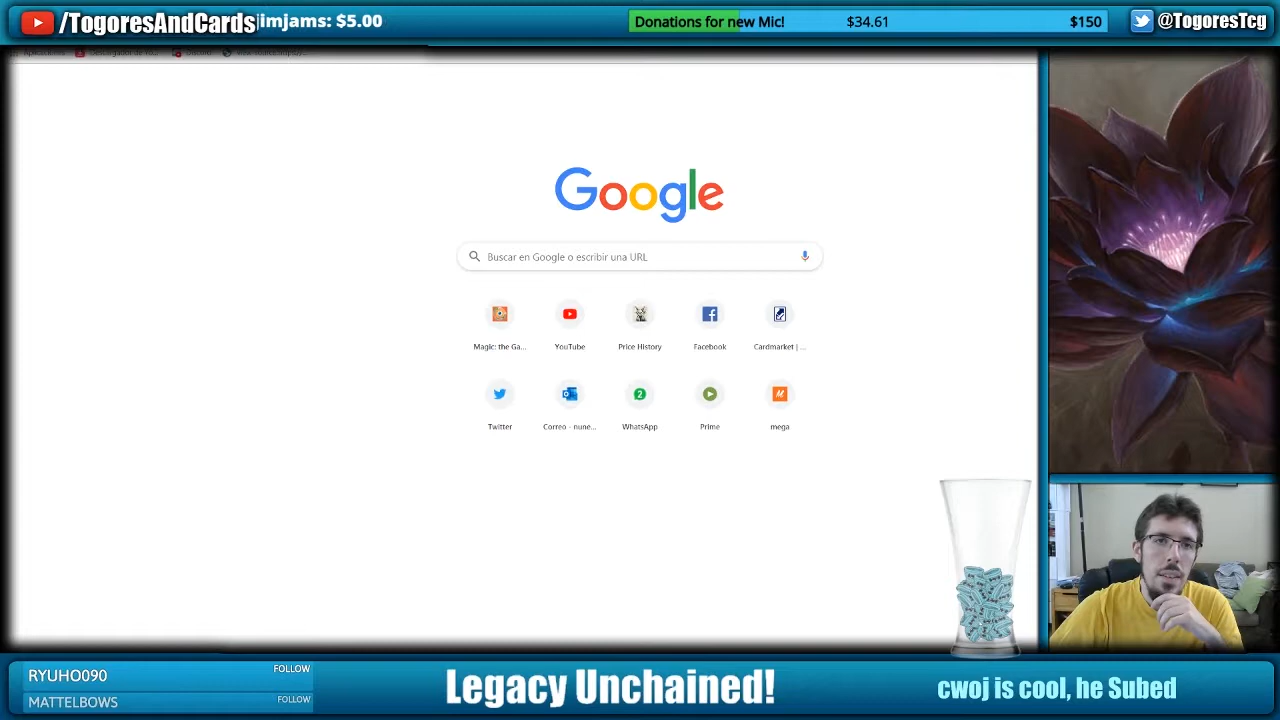 /TogoresAndCards
imjams: $5.00
Donations for new Mic!
$34.61
$150
@TogoresTcg
Google
Buscar en Google o escribir una URL
Magic: the Ga...
YouTube
Price History
Facebook
Cardmarket | ...
Twitter
Correo - nune...
2
WhatsApp
Prime
mega
RYUHO090
FOLLOW
MATTELBOWS
FOLLOW
Legacy Unchained!
cwoj is cool, he Subed